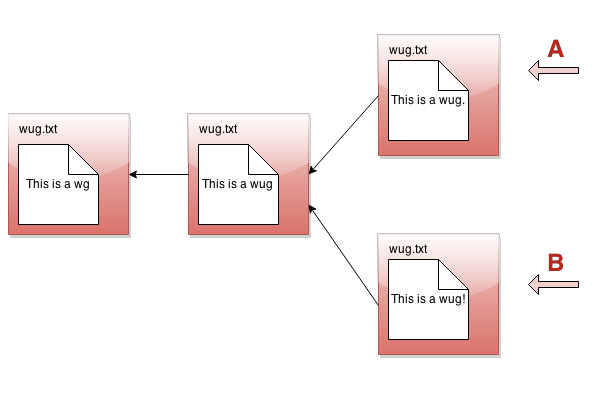 wug.txt
This is a wg
wug.txt
This is a wug
wug.txt
This is a wug.
A
wug.txt
This is a wug!
B